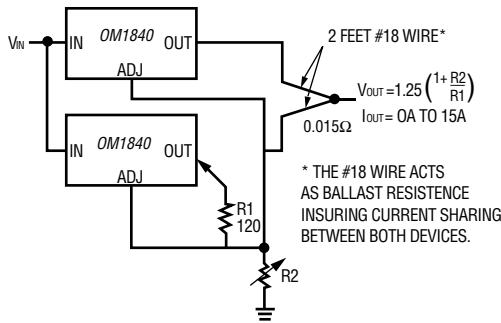 OM1840
VIN
IN
OUT
ADJ
2 FEET #18 WIRE*
VOUT =1.25 (1+ R2
R1)
IOUT = 0A TO 15A
0.015Ω
OM1840
IN
OUT
ADJ
R1
120
* THE #18 WIRE ACTS
AS BALLAST RESISTENCE
INSURING CURRENT SHARING
BETWEEN BOTH DEVICES.
R2